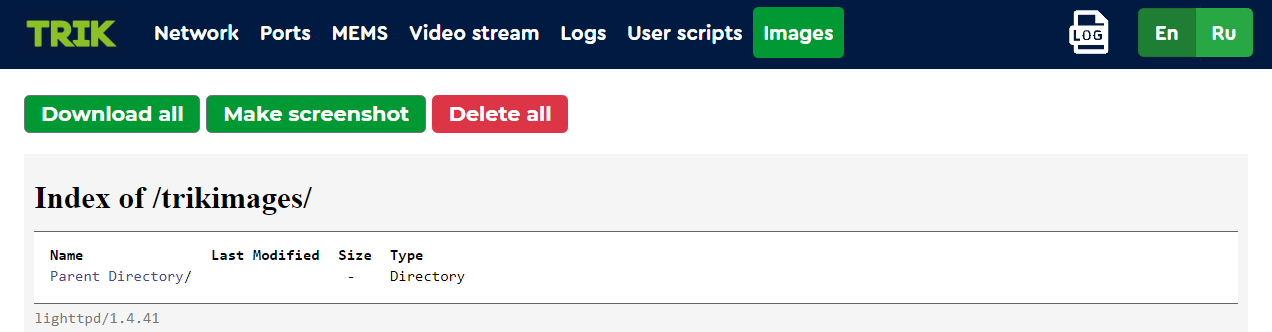 TRIK Network Ports MEMS Video stream Logs User scripts Images LOG En Ru
Download all Make screenshot Delete all
Index of /trikimages/
Name Last Modified Size Type
Parent Directory/ - Directory
lighttpd/1.4.41